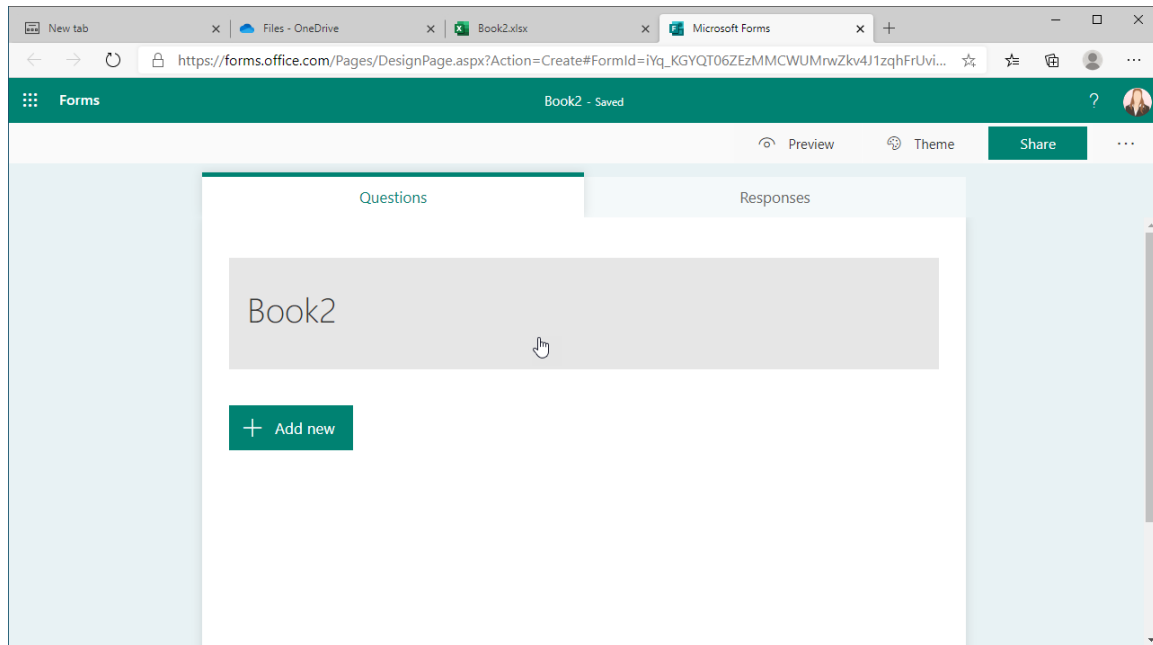 New tab
Files - OneDrive
Book2.xlsx
Microsoft Forms
https://forms.office.com/Pages/DesignPage.aspx?Action=Create#FormId=iYq_KGYQT06ZEzMMCWUMrwZkv4J1zqhFrUvi...
Forms
Book2 - Saved
?
Preview
Theme
Share
Questions
Responses
Book2
Add new